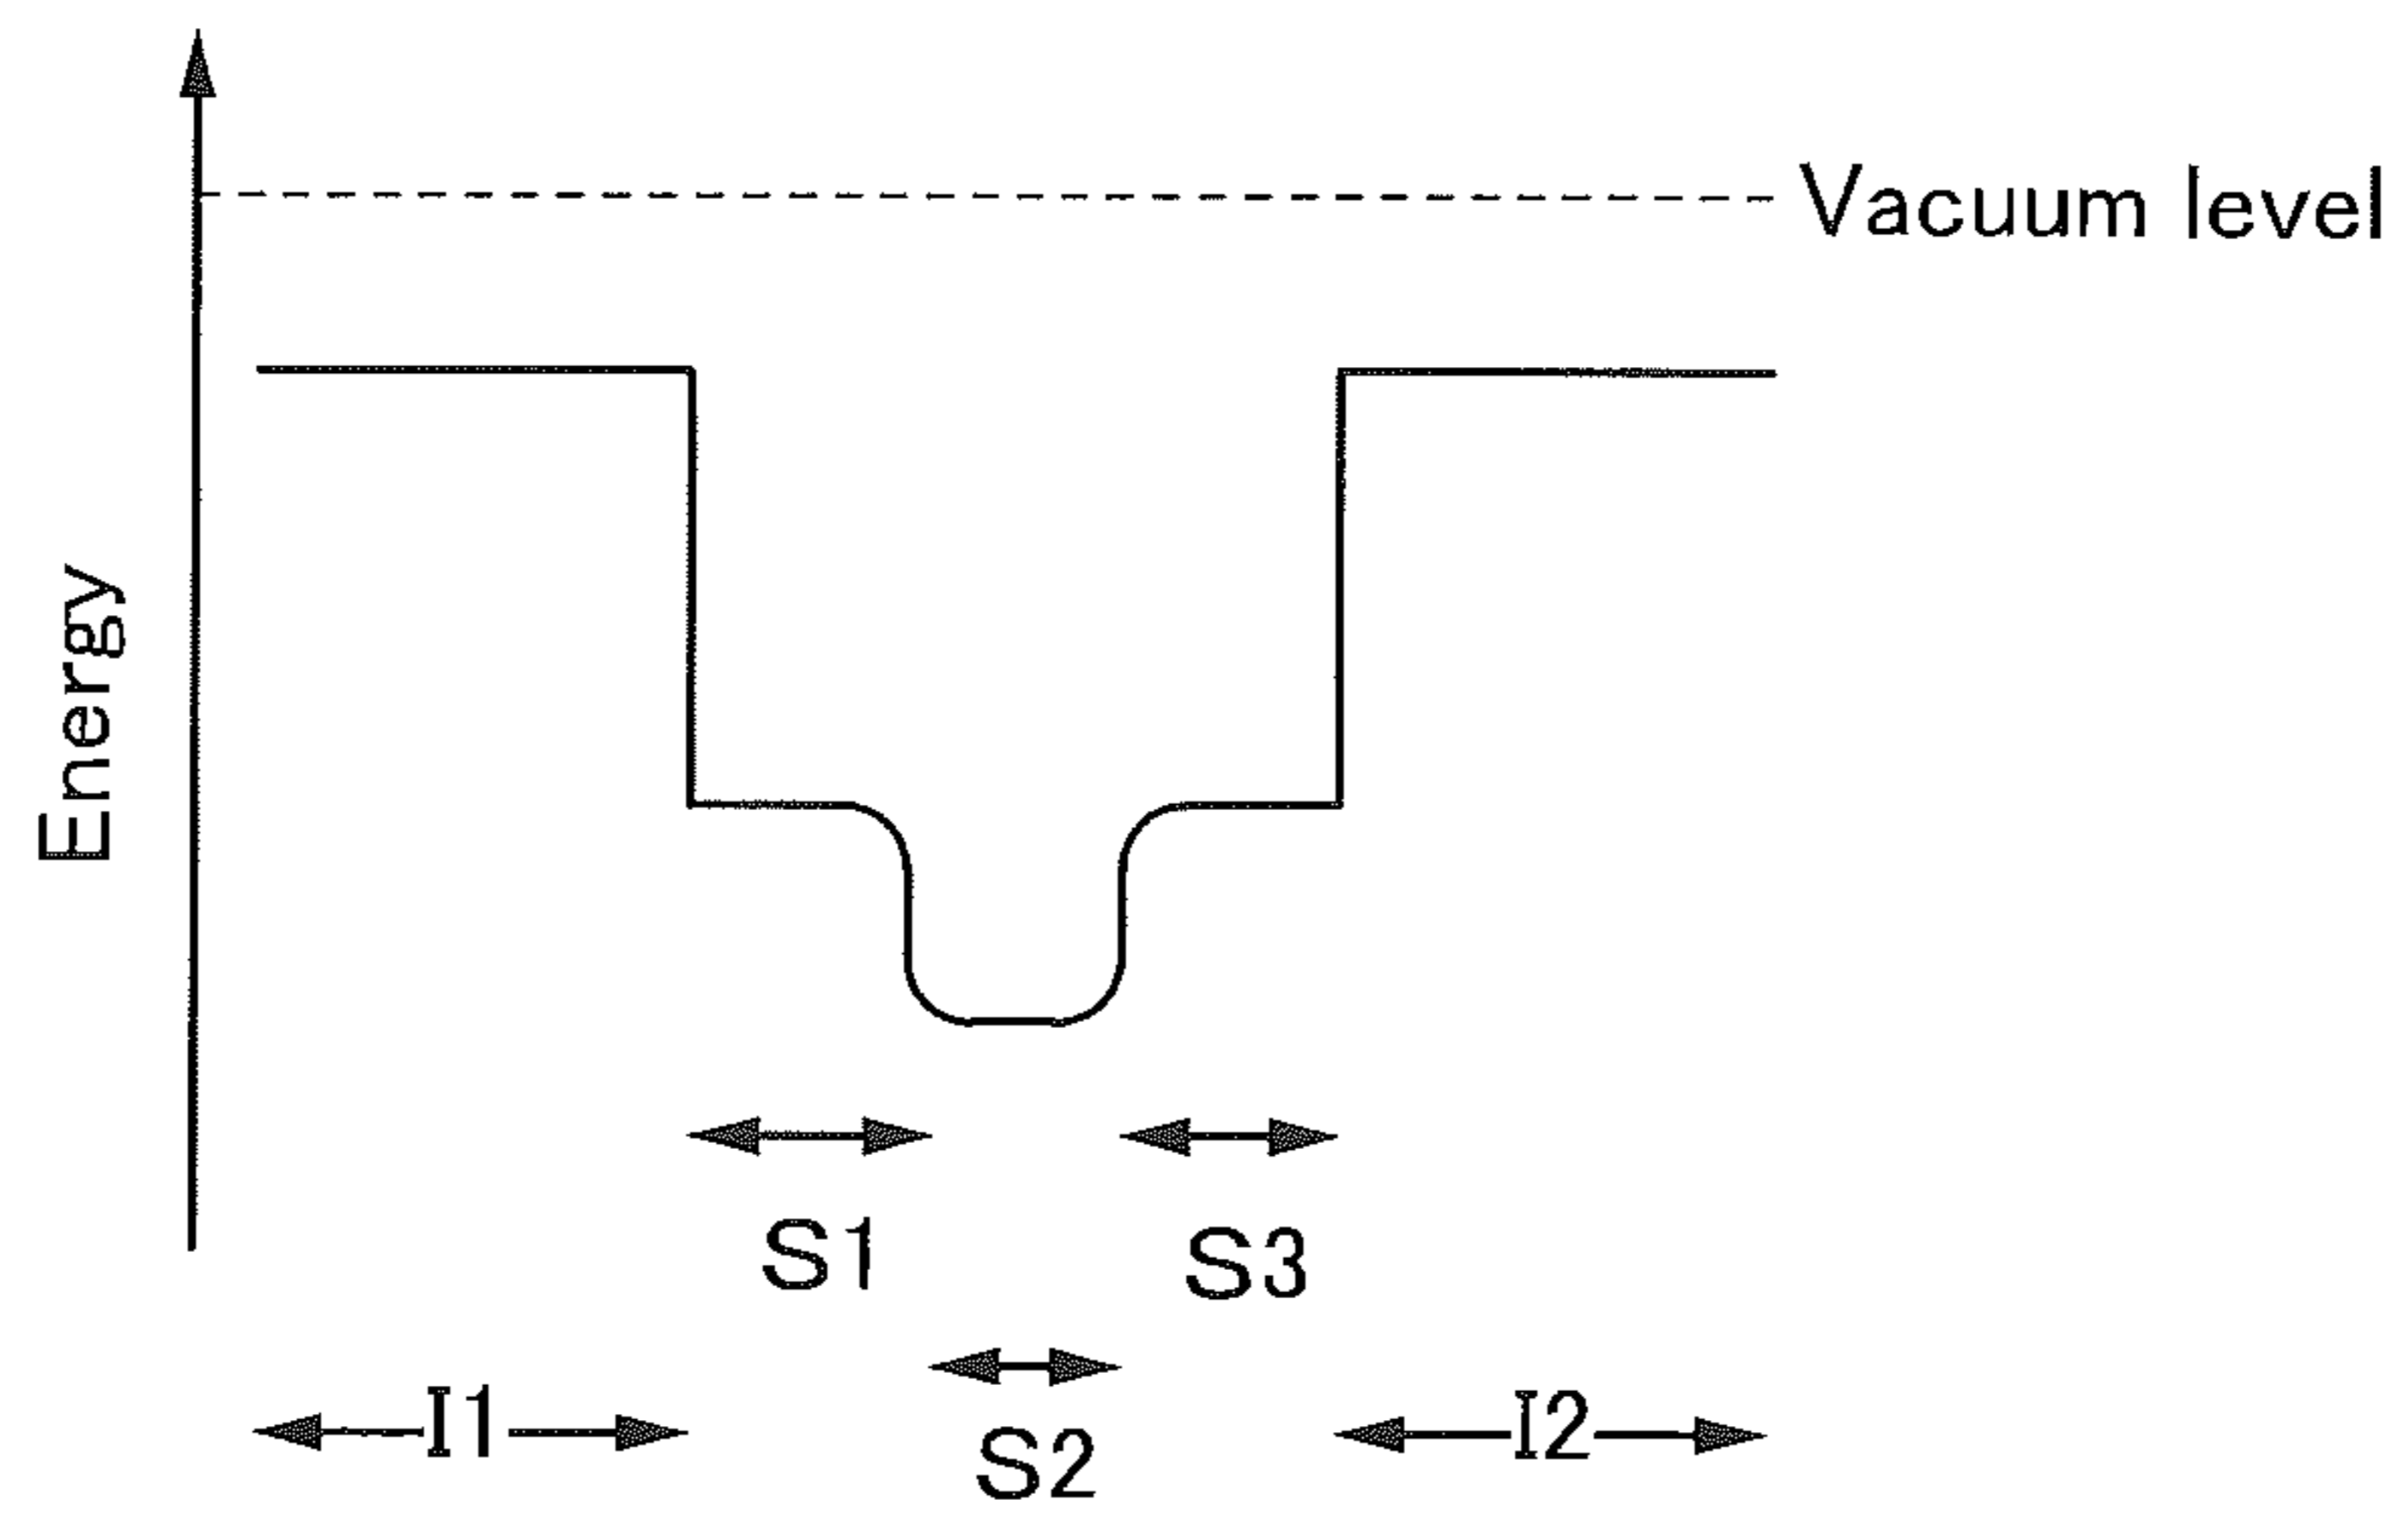 Vacuum level
Energy
S1
S3
S2
I1
I2